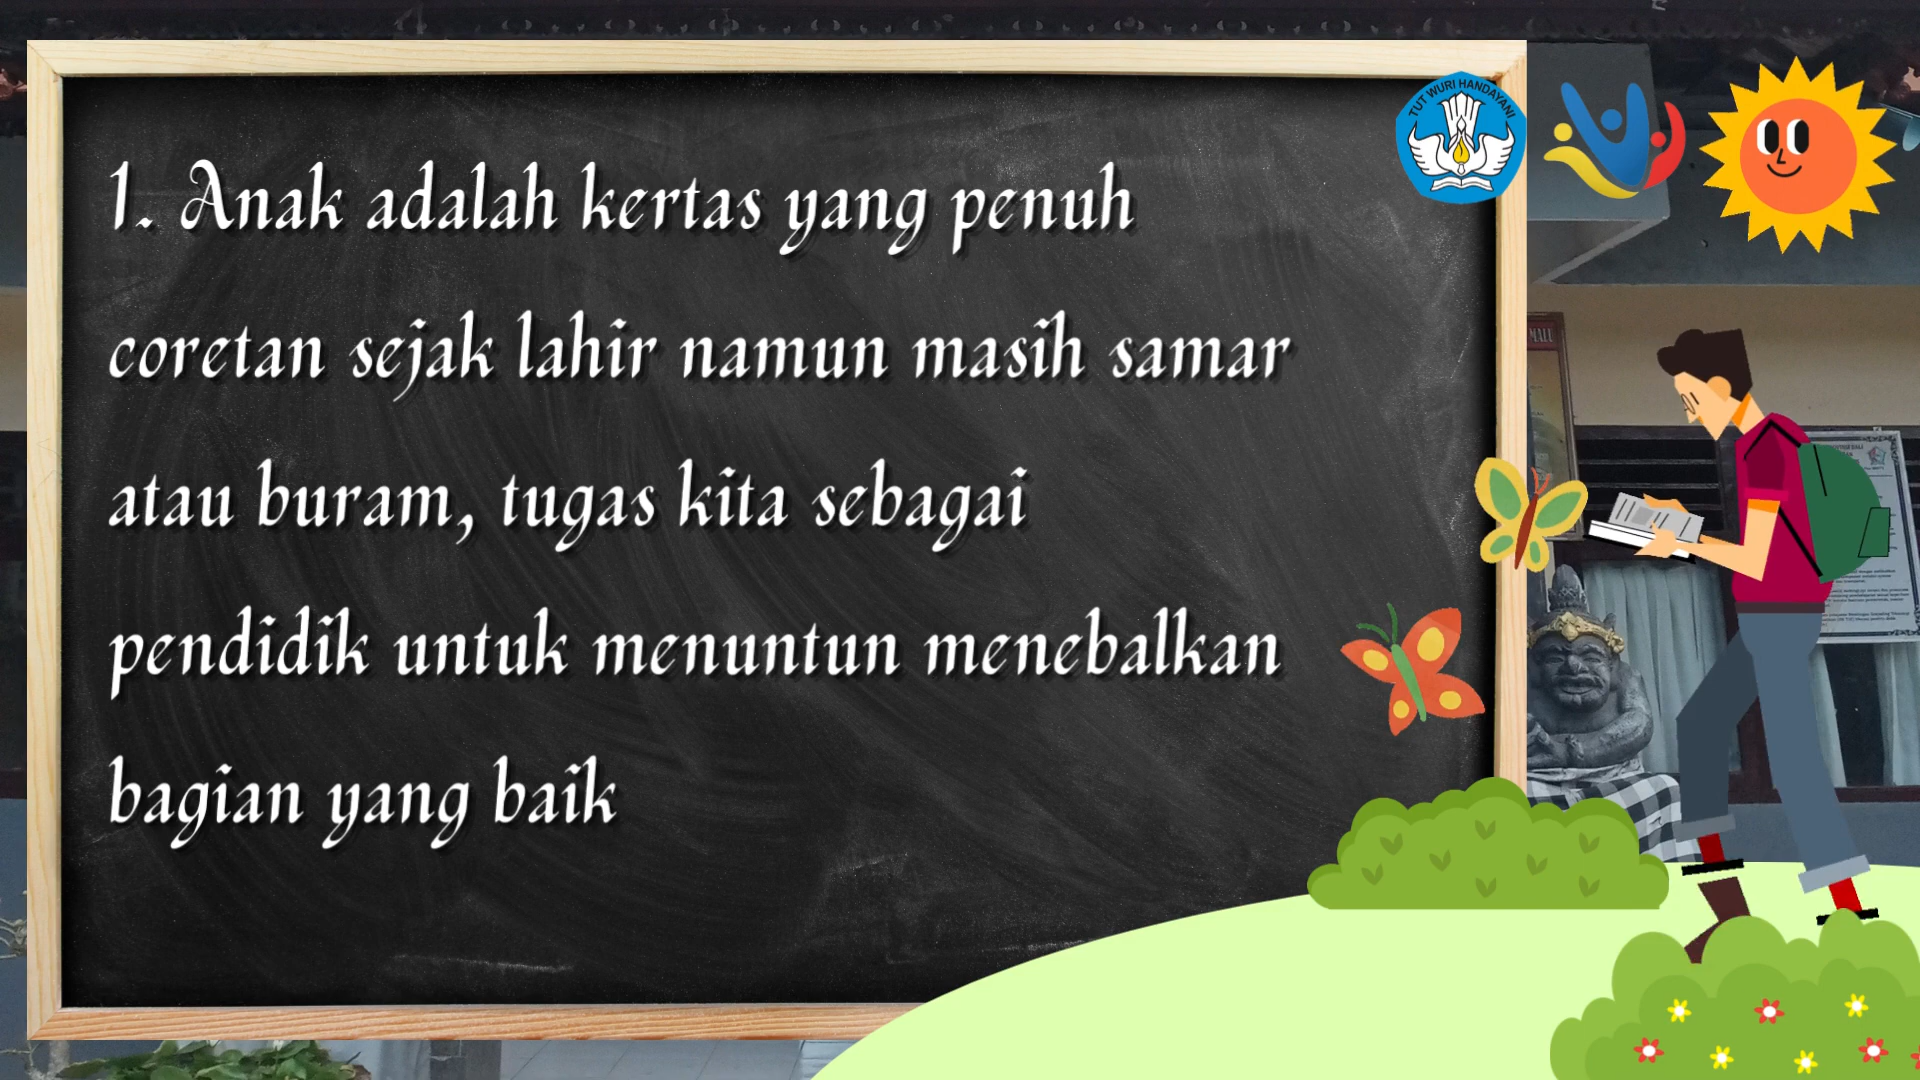 1. Anak adalah kertas yang penuh
coretan sejak lahir namun masih samar
atau buram, tugas kita sebagai
pendidik untuk menuntun menebalkan
bagian yang baik
TUT WURI HANDAYANI